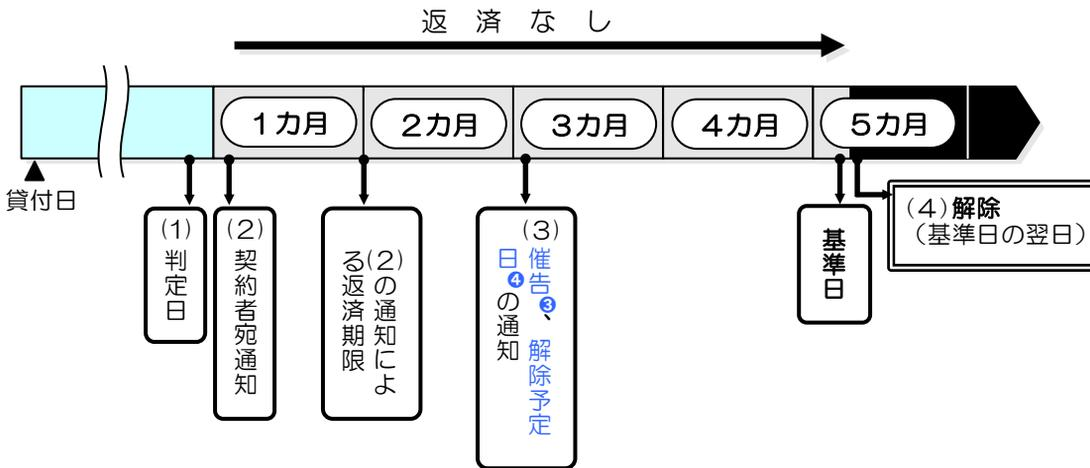 返済なし
1カ月
2カ月
3カ月
4カ月
5カ月
貸付日
(1)
判定日
(2)
契約者宛通知
(2)の通知によ
る返済期限
(3)
催告❸、解除予定
日❹の通知
基準日
(4)解除
(基準日の翌日)